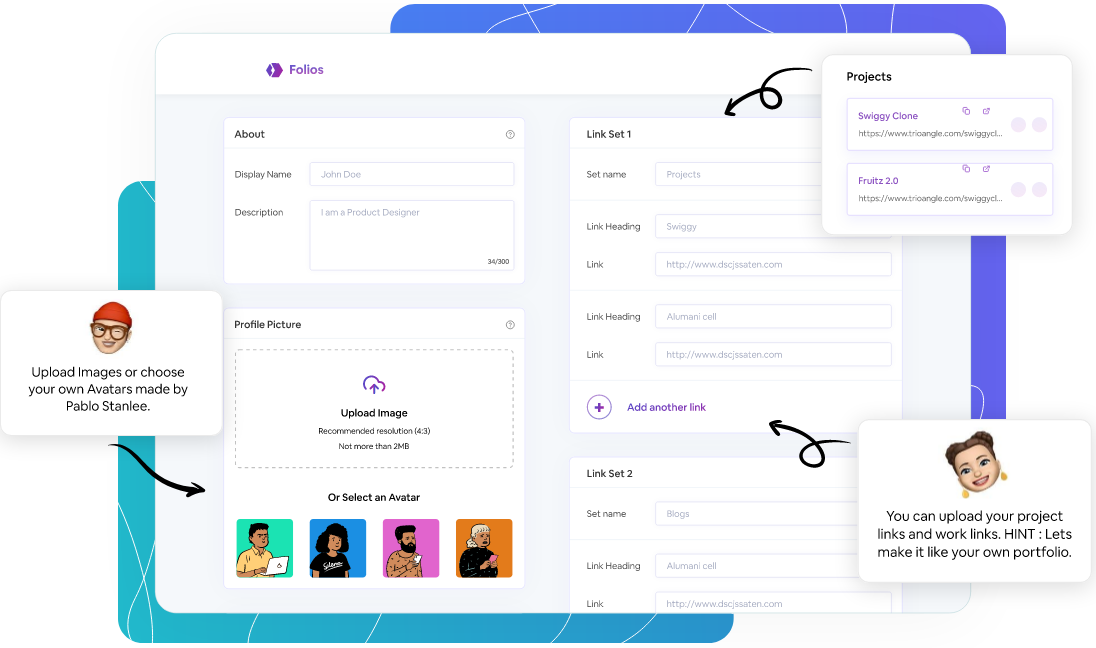 Folios
About
Display Name
John Doe
Description
I am a Product Designer
34/300
Profile Picture
Upload Image
Recommended resolution (4:3)
Not more than 2MB
Or Select an Avatar
Selena
Link Set 1
Set name
Projects
Link Heading
Swiggy
Link
http://www.dscjssaten.com
Link Heading
Alumani cell
Link
http://www.dscjssaten.com
Add another link
Link Set 2
Set name
Blogs
Link Heading
Alumani cell
Link
http://www.dscjssaten.com
Projects
Swiggy Clone
https://www.trioangle.com/swiggycl...
Fruitz 2.0
https://www.trioangle.com/swiggycl...
Upload Images or choose
your own Avatars made by
Pablo Stanlee.
You can upload your project
links and work links. HINT : Lets
make it like your own portfolio.